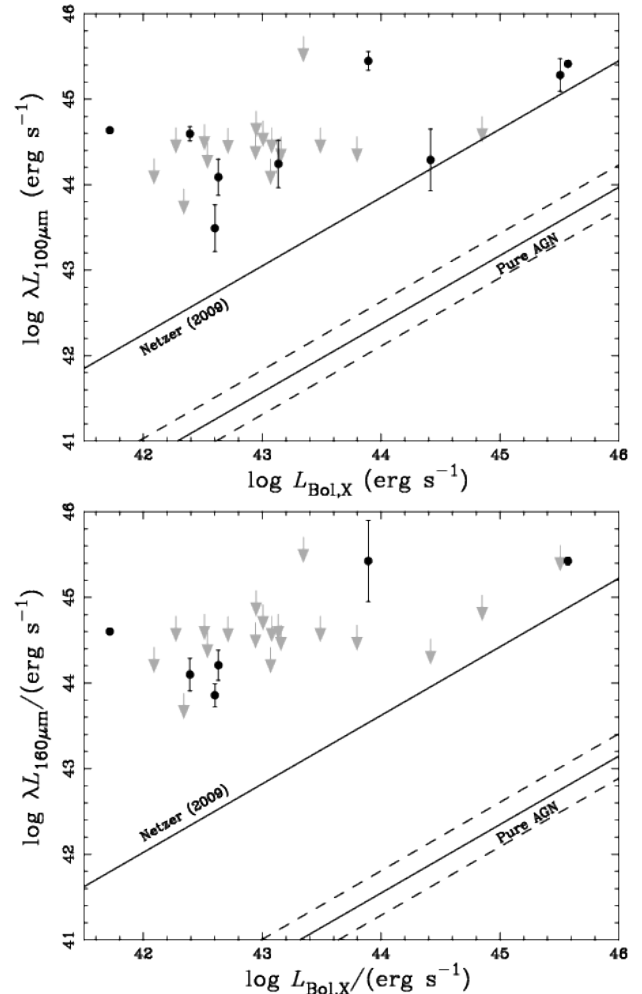 46
45
44
43
42
41
log λL100μm (erg s−1)
Netzer (2009)
Pure AGN
42 43 44 45 46
log LBol,X (erg s−1)
46
45
44
43
42
41
log λL160μm/(erg s−1)
Netzer (2009)
Pure AGN
42 43 44 45 46
log LBol,X/(erg s−1)